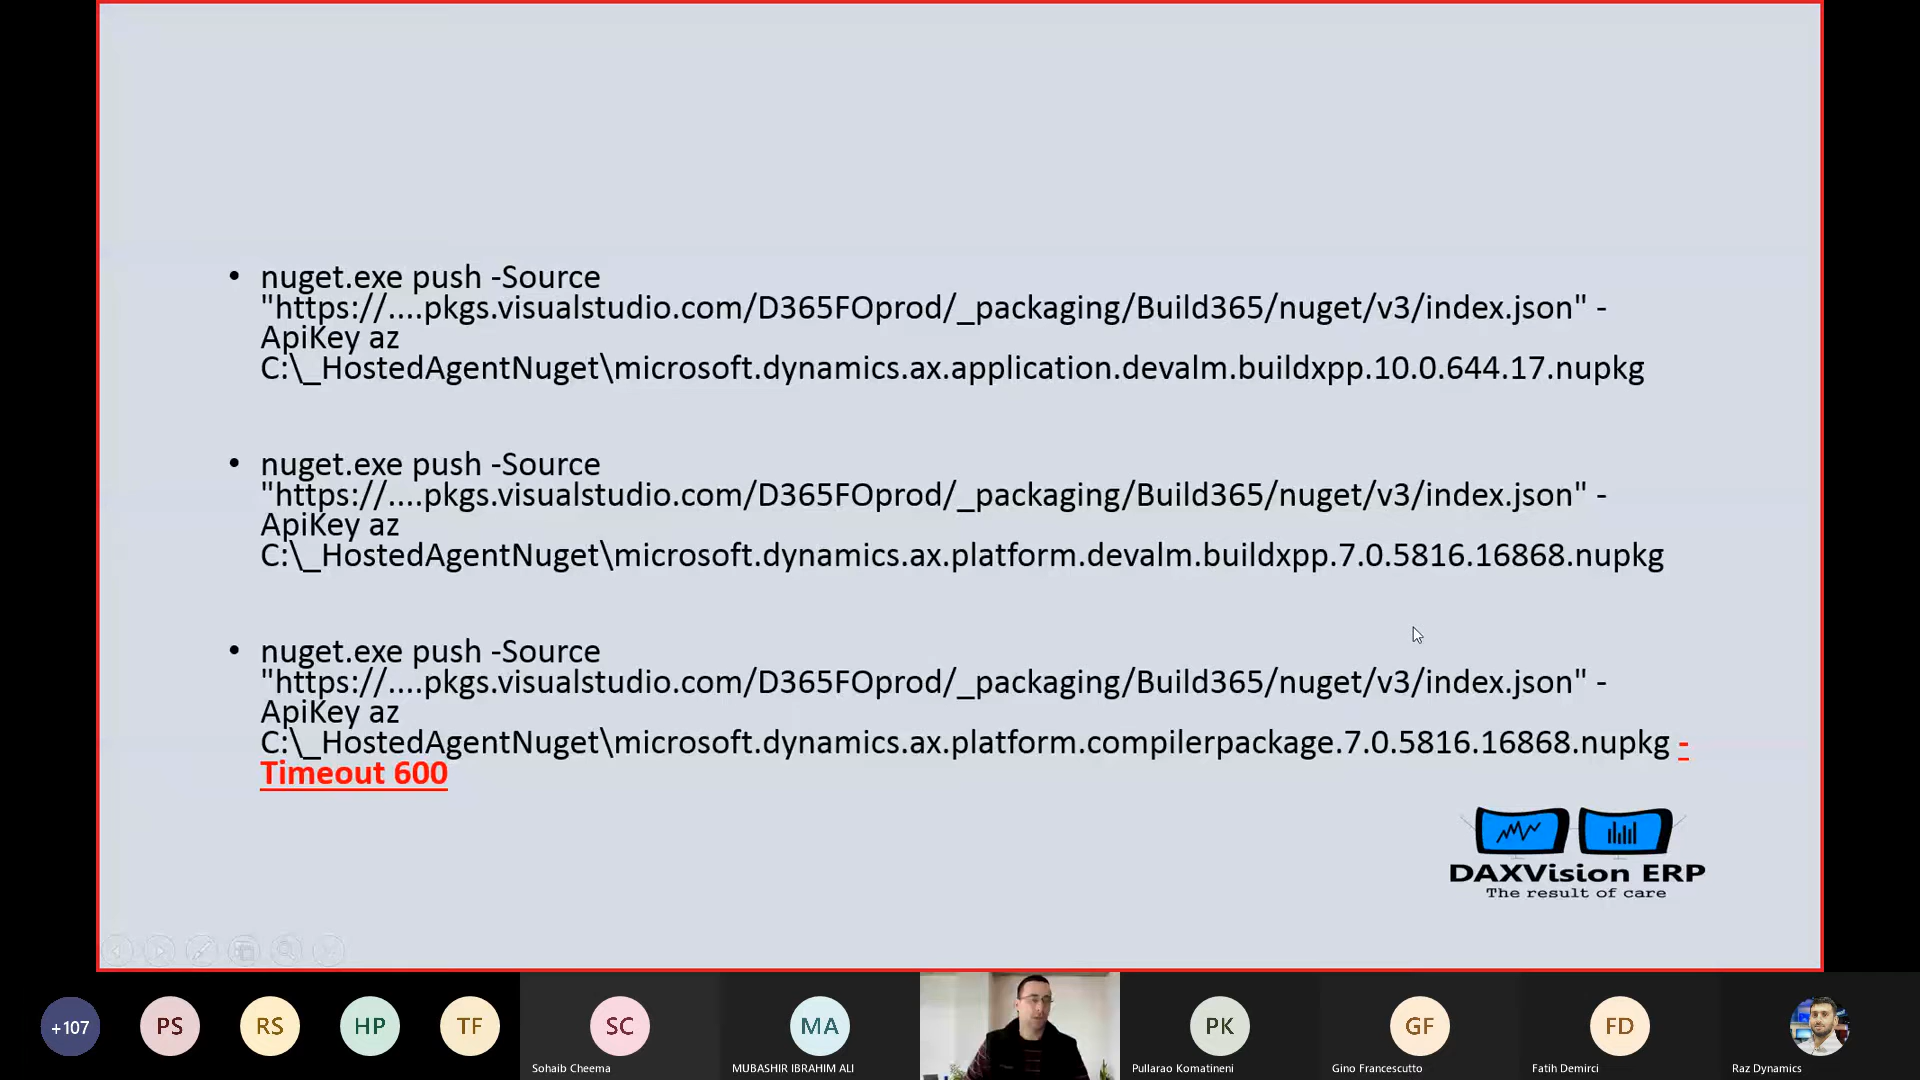 • nuget.exe push -Source
"https://....pkgs.visualstudio.com/D365FOprod/_packaging/Build365/nuget/v3/index.json" -
ApiKey az
C:\_HostedAgentNuget\microsoft.dynamics.ax.application.devalm.buildxpp.10.0.644.17.nupkg
• nuget.exe push -Source
"https://....pkgs.visualstudio.com/D365FOprod/_packaging/Build365/nuget/v3/index.json" -
ApiKey az
C:\_HostedAgentNuget\microsoft.dynamics.ax.platform.devalm.buildxpp.7.0.5816.16868.nupkg
• nuget.exe push -Source
"https://....pkgs.visualstudio.com/D365FOprod/_packaging/Build365/nuget/v3/index.json" -
ApiKey az
C:\_HostedAgentNuget\microsoft.dynamics.ax.platform.compilerpackage.7.0.5816.16868.nupkg -
Timeout 600
DAXVision ERP
The result of care
+107
PS
RS
HP
TF
SC
MA
PK
GF
FD
Sohaib Cheema
MUBASHIR IBRAHIM ALI
Pullarao Komatineni
Gino Francescutto
Fatih Demirci
Raz Dynamics